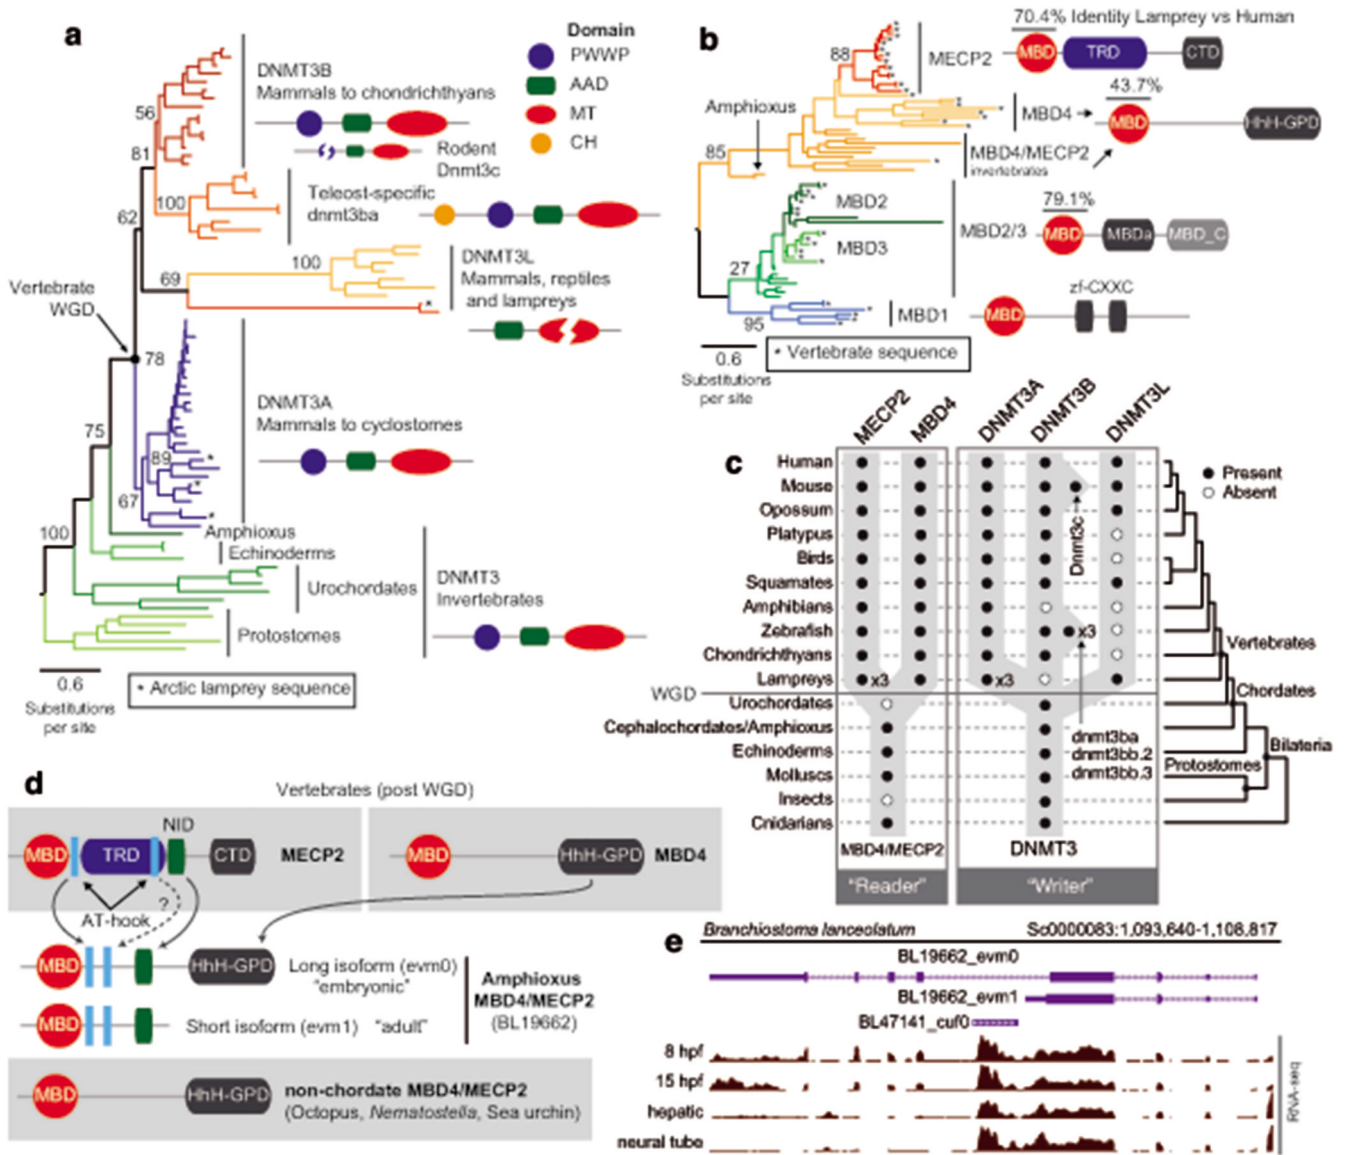 a
DNMT3B
Mammals to chondrichthyans
Rodent
Dnmt3c
Domain
PWWP
AAD
MT
CH
56
81
62
100
Teleost-specific
dnmt3ba
100
69
DNMT3L
Mammals, reptiles
and lampreys
*
Vertebrate
WGD
78
DNMT3A
Mammals to cyclostomes
75
89
*
*
67
*
100
Amphioxus
Echinoderms
Urochordates
Protostomes
DNMT3
Invertebrates
0.6
Substitutions
per site
* Arctic lamprey sequence
b
70.4% Identity Lamprey vs Human
88
MECP2
MBD
TRD
CTD
43.7%
Amphioxus
MBD4
MBD
HhH-GPD
85
MBD4/MECP2
invertebrates
MBD2
MBD3
79.1%
MBD2/3
MBD
MBDa
MBD_C
27
zf-CXXC
95
MBD1
MBD
0.6
Substitutions
per site
* Vertebrate sequence
c
MECP2
MBD4
DNMT3A
DNMT3B
DNMT3L
Present
Absent
Human
Mouse
Opossum
Platypus
Birds
Squamates
Amphibians
Zebrafish
x3
Chondrichthyans
Lampreys
x3
x3
Dnmt3c
WGD
Urochordates
Cephalochordates/Amphioxus
Echinoderms
Molluscs
Insects
Cnidarians
dnmt3ba
dnmt3bb.2
dnmt3bb.3
Vertebrates
Chordates
Bilateria
Protostomes
MBD4/MECP2
DNMT3
"Reader"
"Writer"
d
Vertebrates (post WGD)
NID
MBD
TRD
CTD
MECP2
MBD
HhH-GPD
MBD4
AT-hook
?
MBD
HhH-GPD
Long isoform (evm0)
"embryonic"
MBD
Short isoform (evm1) "adult"
Amphioxus
MBD4/MECP2
(BL19662)
MBD
HhH-GPD
non-chordate MBD4/MECP2
(Octopus, Nematostella, Sea urchin)
e
Branchiostoma lanceolatum
Sc0000083:1,093,640-1,108,817
BL19662_evm0
BL19662_evm1
BL47141_cuf0
8 hpf
15 hpf
hepatic
neural tube
RNA-seq